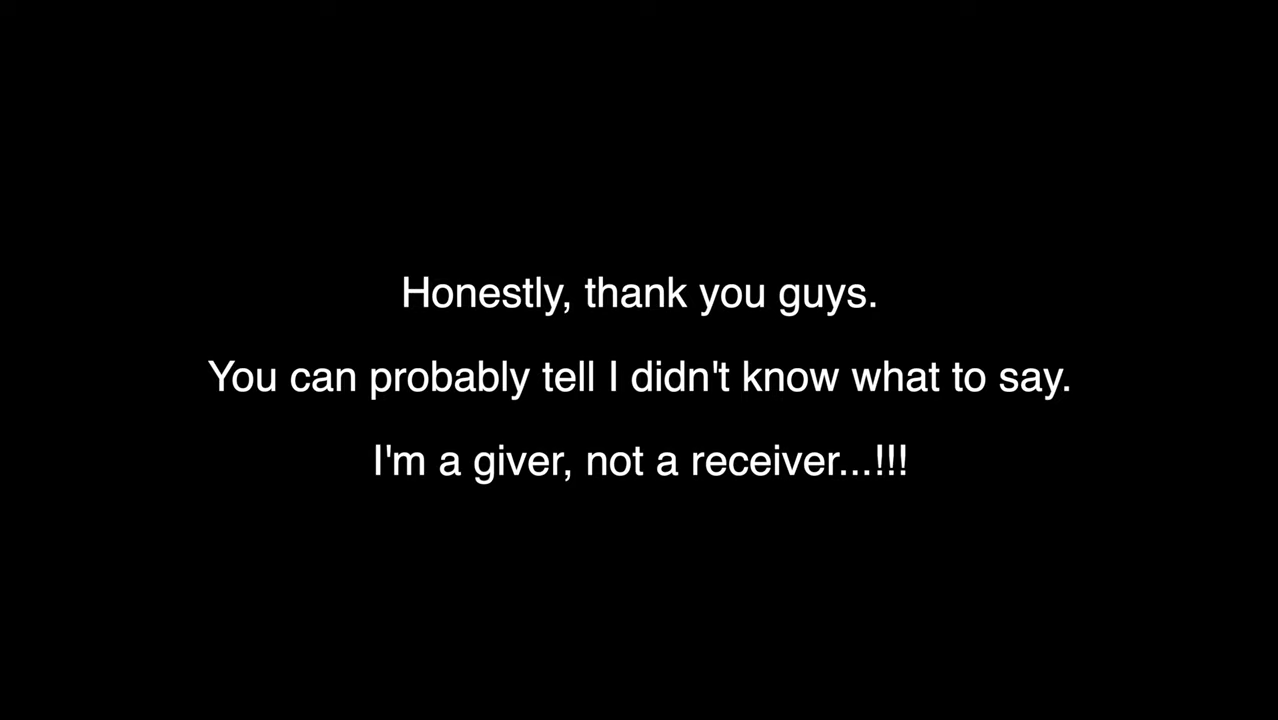 Honestly, thank you guys.
You can probably tell I didn't know what to say.
I'm a giver, not a receiver...!!!